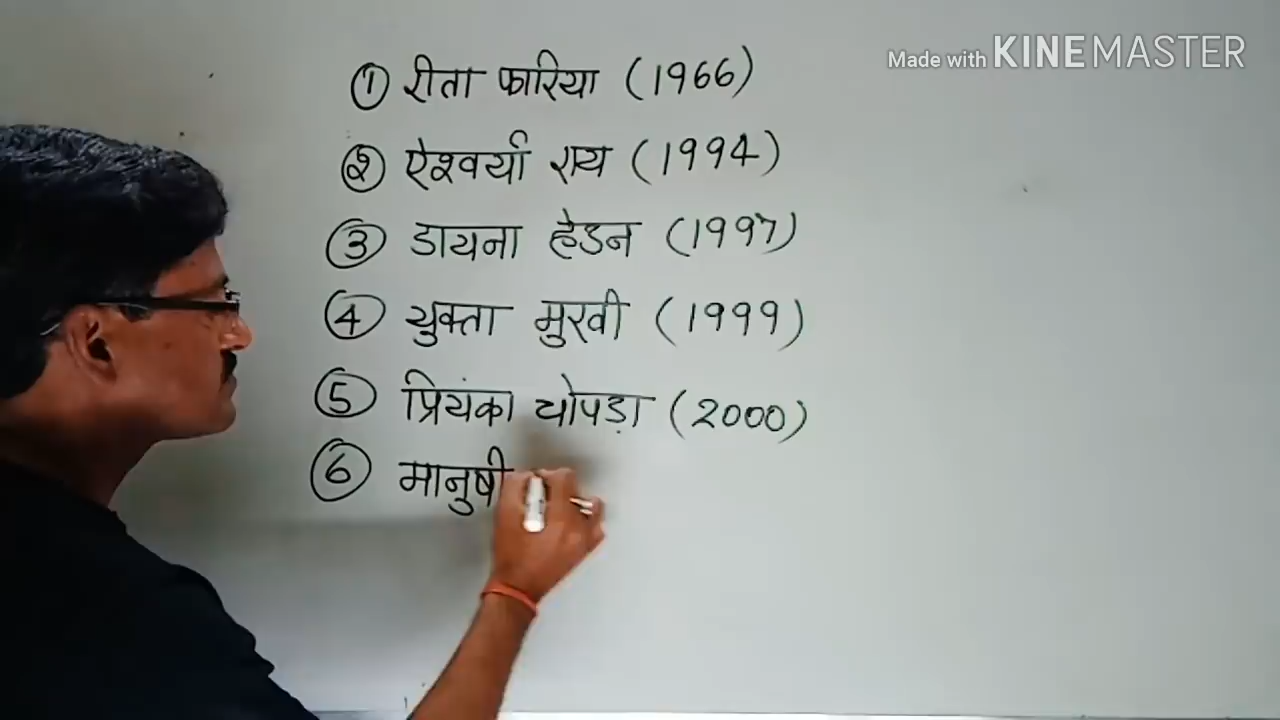 Made with KINEMASTER
① रीता फारिया (1966)
② ऐश्वर्या राय (1994)
③ डायना हेडन (1997)
④ युक्ता मुखी (1999)
⑤ प्रियंका चोपड़ा (2000)
⑥ मानुषी